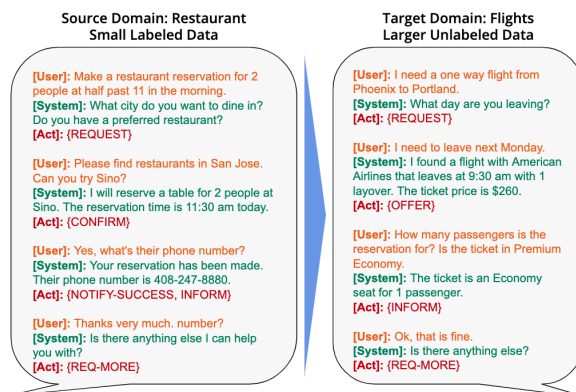 Source Domain: Restaurant
Small Labeled Data
[User]: Make a restaurant reservation for 2
people at half past 11 in the morning.
[System]: What city do you want to dine in?
Do you have a preferred restaurant?
[Act]: {REQUEST}
[User]: Please find restaurants in San Jose.
Can you try Sino?
[System]: I will reserve a table for 2 people at
Sino. The reservation time is 11:30 am today.
[Act]: {CONFIRM}
[User]: Yes, what's their phone number?
[System]: Your reservation has been made.
Their phone number is 408-247-8880.
[Act]: {NOTIFY-SUCCESS, INFORM}
[User]: Thanks very much. number?
[System]: Is there anything else I can help
you with?
[Act]: {REQ-MORE}
Target Domain: Flights
Larger Unlabeled Data
[User]: I need a one way flight from
Phoenix to Portland.
[System]: What day are you leaving?
[Act]: {REQUEST}
[User]: I need to leave next Monday.
[System]: I found a flight with American
Airlines that leaves at 9:30 am with 1
layover. The ticket price is $260.
[Act]: {OFFER}
[User]: How many passengers is the
reservation for? Is the ticket in Premium
Economy.
[System]: The ticket is an Economy
seat for 1 passenger.
[Act]: {INFORM}
[User]: Ok, that is fine.
[System]: Is there anything else?
[Act]: {REQ-MORE}